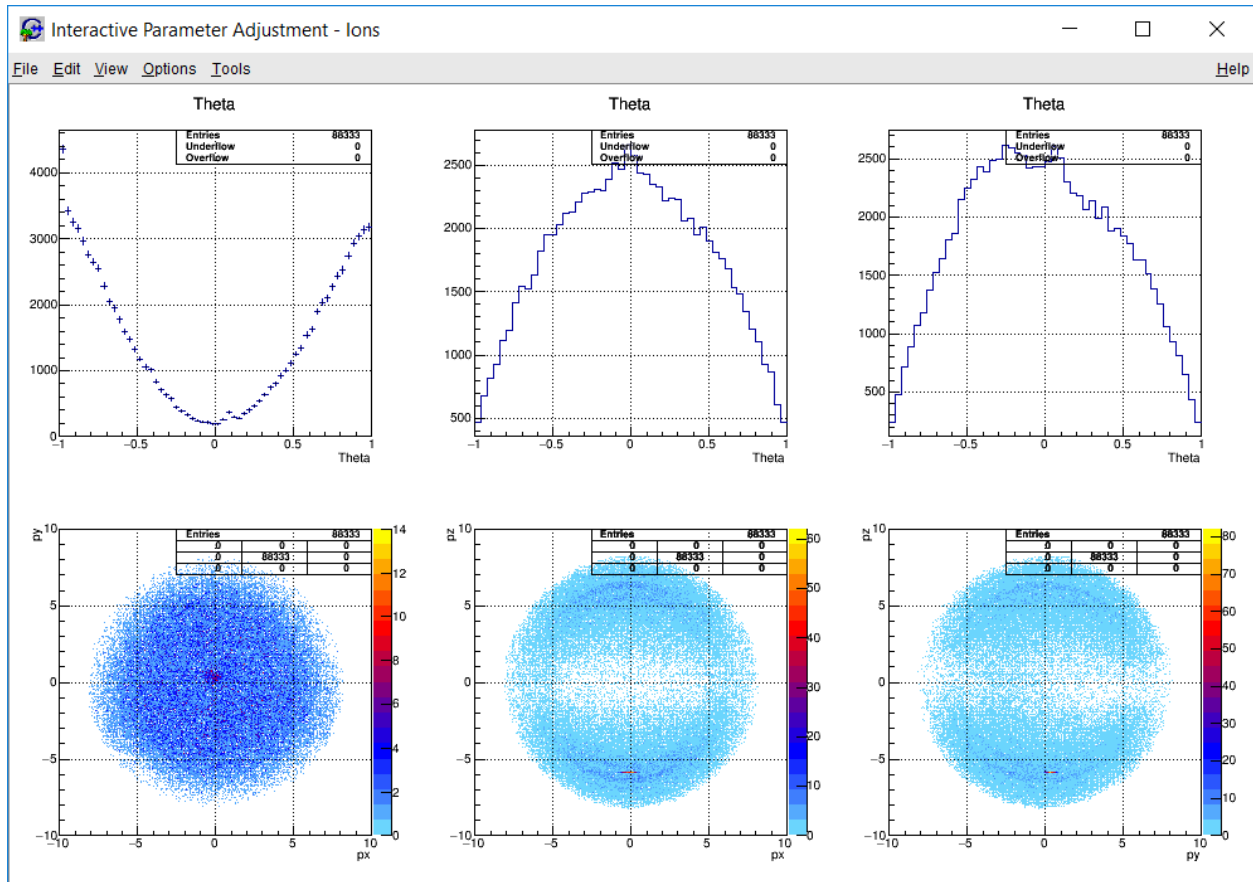 Interactive Parameter Adjustment - Ions
File Edit View Options Tools Help
Theta
Entries 88333
Underflow 0
Overflow 0
4000
3000
2000
1000
0
−1 −0.5 0 0.5 1
Theta
Theta
Entries 88333
Underflow 0
Overflow 0
2500
2000
1500
1000
500
−1 −0.5 0 0.5 1
Theta
Theta
Entries 88333
Underflow 0
Overflow 0
2500
2000
1500
1000
500
−1 −0.5 0 0.5 1
Theta
py
Entries 88333
0 0 0
0 88333 0
0 0 0
10
5
0
−5
−10
−10 −5 0 5 10
px
14
12
10
8
6
4
2
0
pz
Entries 88333
0 0 0
0 88333 0
0 0 0
10
5
0
−5
−10
−10 −5 0 5 10
px
60
50
40
30
20
10
0
pz
Entries 88333
0 0 0
0 88333 0
0 0 0
10
5
0
−5
−10
−10 −5 0 5 10
py
80
70
60
50
40
30
20
10
0